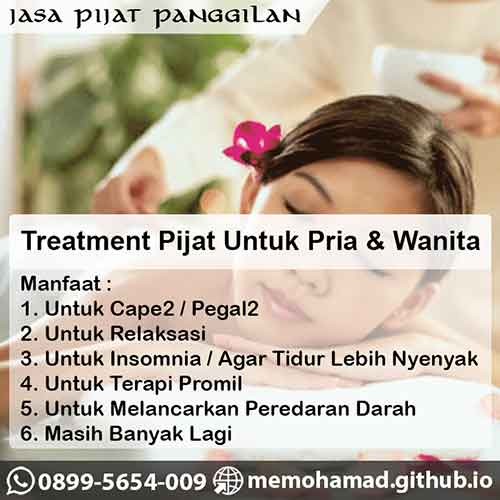 JASA PIJAT PANGGILAN
Treatment Pijat Untuk Pria & Wanita
Manfaat :
1. Untuk Cape2 / Pegal2
2. Untuk Relaksasi
3. Untuk Insomnia / Agar Tidur Lebih Nyenyak
4. Untuk Terapi Promil
5. Untuk Melancarkan Peredaran Darah
6. Masih Banyak Lagi
0899-5654-009 memohamad.github.io